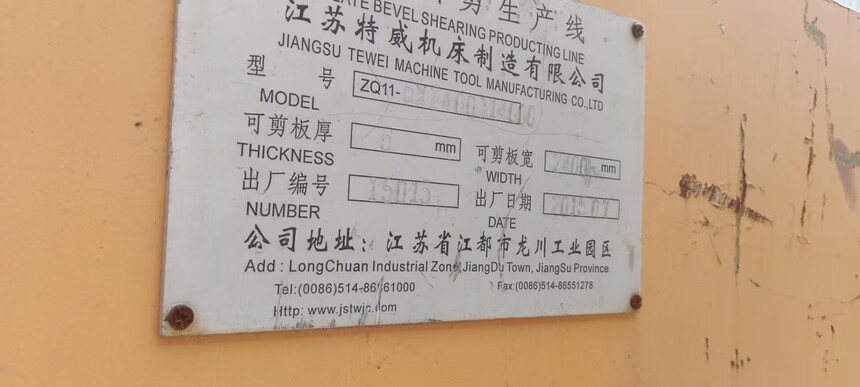 剪生产线
BEVEL SHEARING PRODUCTING LINE
江苏特威机床制造有限公司
JIANGSU TEWEI MACHINE TOOL MANUFACTURING CO.,LTD
型 号 ZQ11-
MODEL
可剪板厚 6 mm 可剪板宽 mm
THICKNESS WIDTH
出厂编号 出厂日期
NUMBER DATE
公司地址：江苏省江都市龙川工业园区
Add : LongChuan Industrial Zone JiangDu Town, JiangSu Province
Tel:(0086)514-86561000 Fax:(0086)514-86551278
Http: www.jstwjc.com